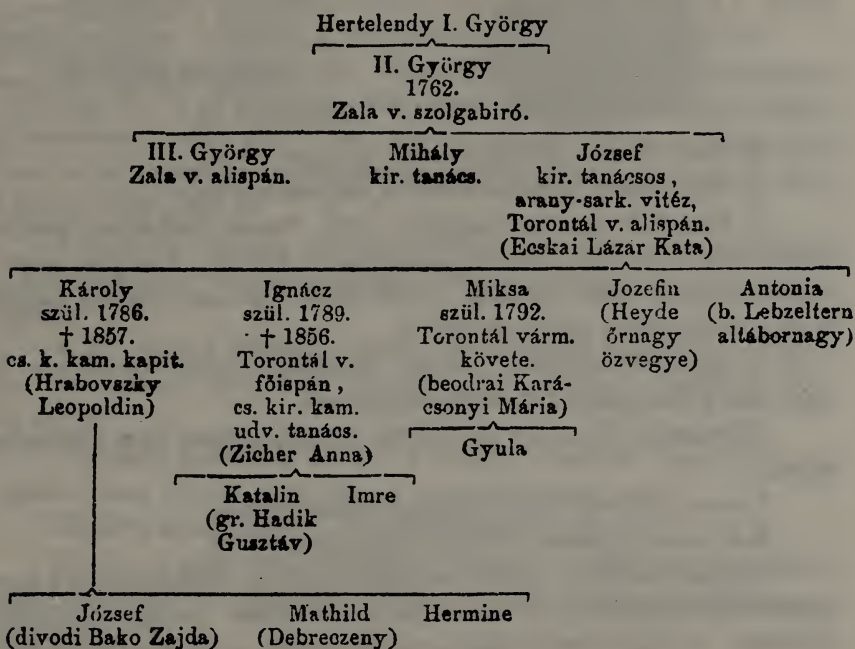 Hertelendy I. György
II. György
1762.
Zala v. szolgabiró.
III. György
Zala v. alispán.
Mihály
kir. tanács.
József
kir. tanácsos,
arany-sark. vitéz,
Torontál v. alispán.
(Ecskai Lázár Kata)
Károly
szül. 1786.
† 1857.
cs. k. kam. kapit.
(Hrabovszky
Leopoldin)
Ignácz
szül. 1789.
† 1856.
Torontál v.
főispán,
cs. kir. kam.
udv. tanács.
(Zicher Anna)
Miksa
szül. 1792.
Torontál várm.
követe.
(beodrai Kará-
csonyi Mária)
Jozefin
(Heyde
őrnagy
özvegye)
Antonia
(b. Lebzeltern
altábornagy)
Katalin
(gr. Hadik
Gusztáv)
Imre
Gyula
József
(divodi Bako Zajda)
Mathild
(Debreczeny)
Hermine